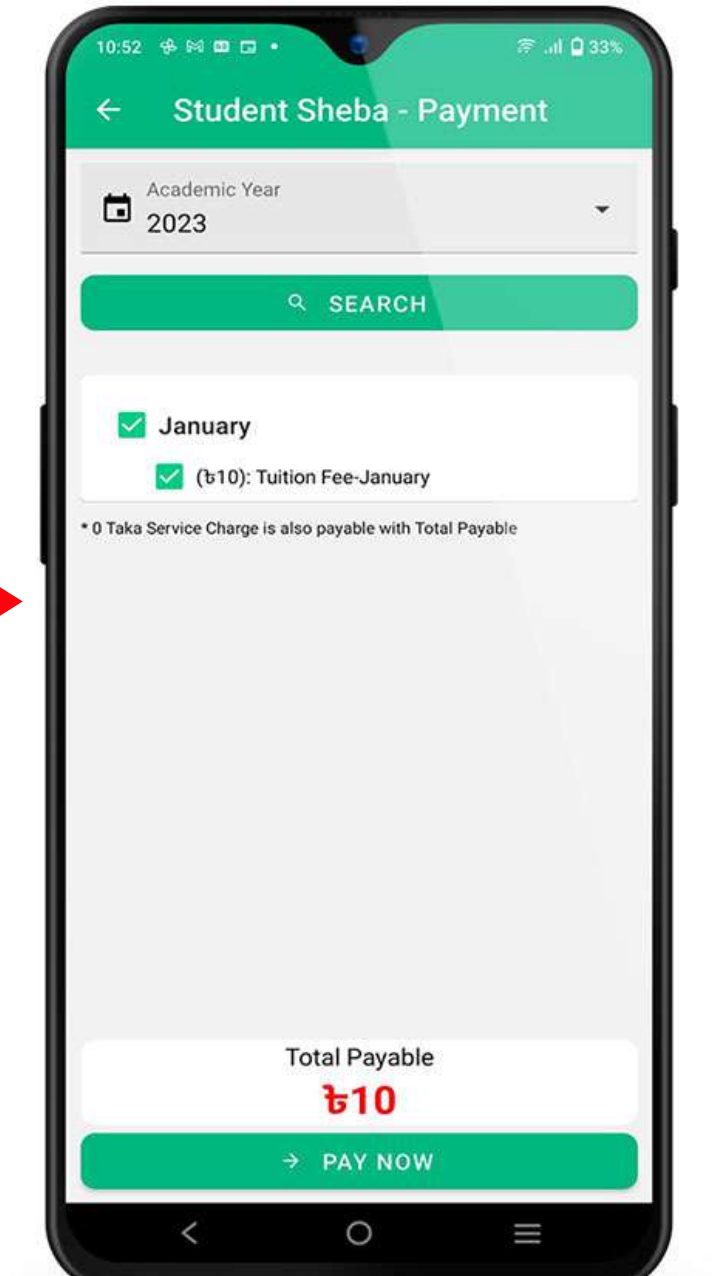 10:52
33%
Student Sheba - Payment
Academic Year
2023
SEARCH
January
(৳10): Tuition Fee-January
* 0 Taka Service Charge is also payable with Total Payable
Total Payable
৳10
PAY NOW